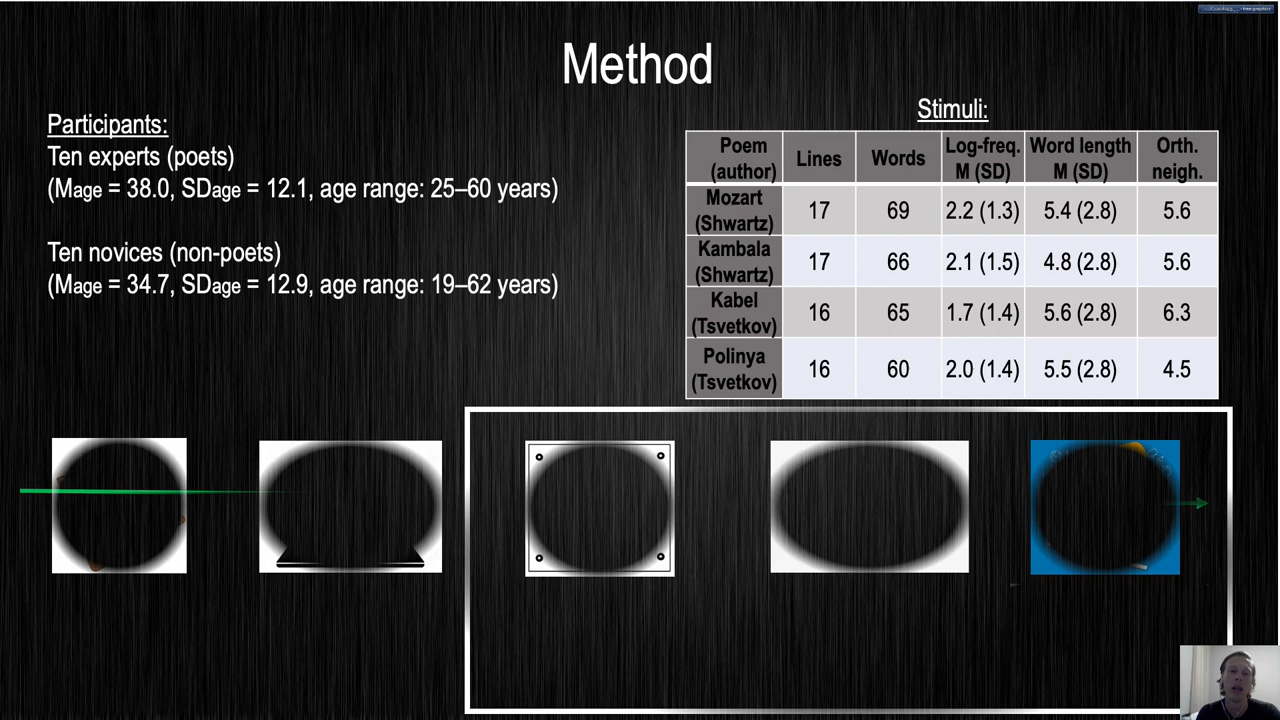 Method
Participants:
Ten experts (poets)
(Mage = 38.0, SDage = 12.1, age range: 25–60 years)
Ten novices (non-poets)
(Mage = 34.7, SDage = 12.9, age range: 19–62 years)
Stimuli:
Poem (author) Lines Words Log-freq. M (SD) Word length M (SD) Orth. neigh.
Mozart (Shwartz) 17 69 2.2 (1.3) 5.4 (2.8) 5.6
Kambala (Shwartz) 17 66 2.1 (1.5) 4.8 (2.8) 5.6
Kabel (Tsvetkov) 16 65 1.7 (1.4) 5.6 (2.8) 6.3
Polinya (Tsvetkov) 16 60 2.0 (1.4) 5.5 (2.8) 4.5